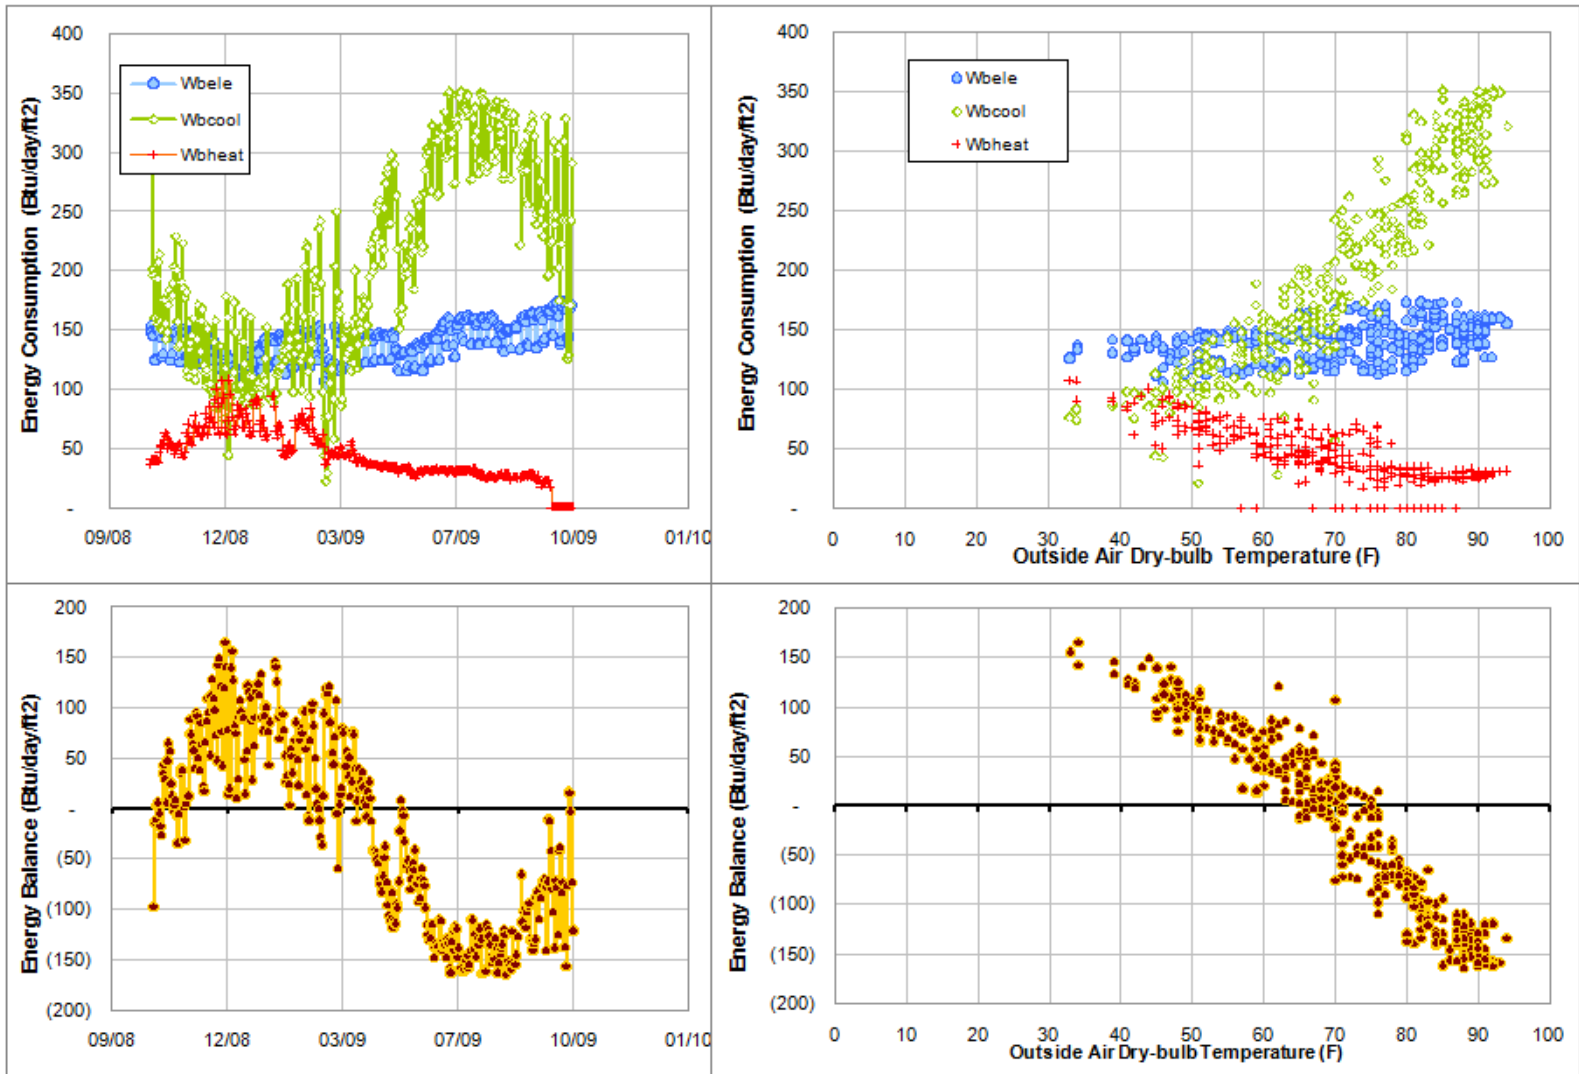 400
350
300
250
200
150
100
50
-
Energy Consumption (Btu/day/ft2)
Wbele
Wbcool
Wbheat
09/08 12/08 03/09 07/09 10/09 01/10
400
350
300
250
200
150
100
50
-
Energy Consumption (Btu/day/ft2)
Wbele
Wbcool
Wbheat
0 10 20 30 40 50 60 70 80 90 100
Outside Air Dry-bulb Temperature (F)
200
150
100
50
-
(50)
(100)
(150)
(200)
Energy Balance (Btu/day/ft2)
09/08 12/08 03/09 07/09 10/09 01/10
200
150
100
50
-
(50)
(100)
(150)
(200)
Energy Balance (Btu/day/ft2)
0 10 20 30 40 50 60 70 80 90 100
Outside Air Dry-bulb Temperature (F)